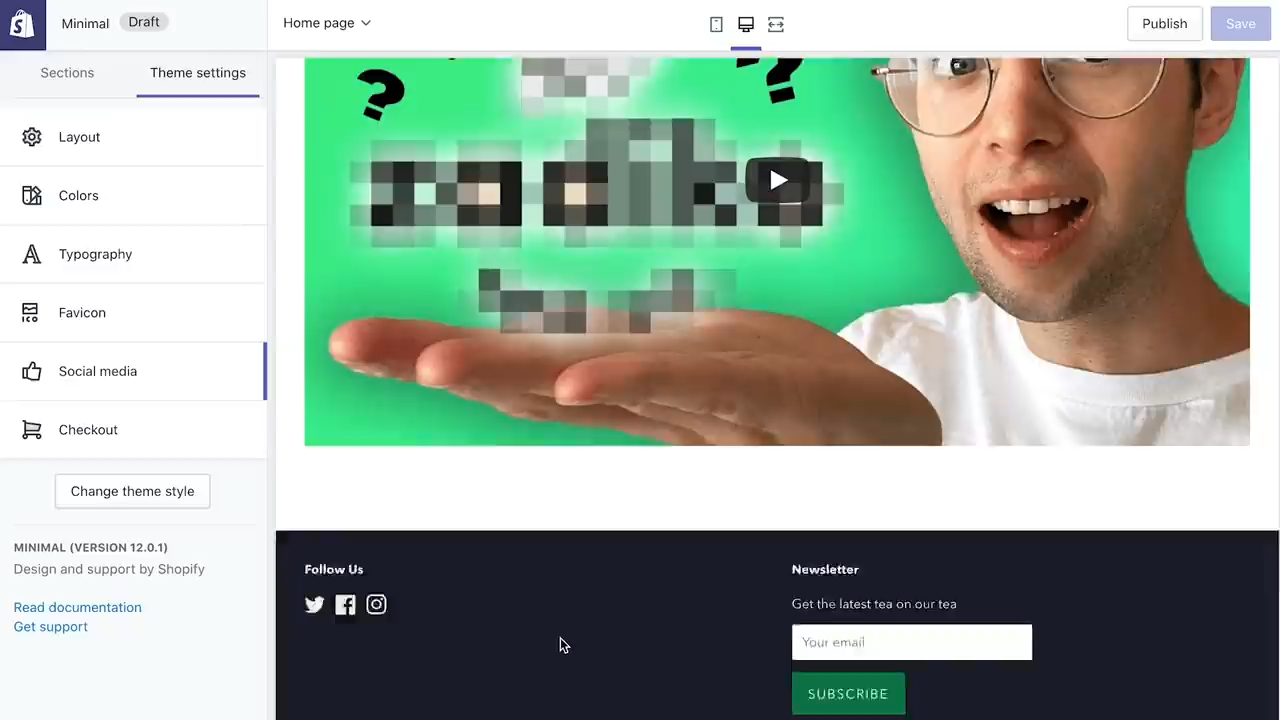 Minimal
Draft
Home page
Publish
Save
Sections
Theme settings
Layout
Colors
Typography
ICO
Favicon
Social media
Checkout
Change theme style
MINIMAL (VERSION 12.0.1)
Design and support by Shopify
Read documentation
Get support
? ?
Follow Us
Newsletter
Get the latest tea on our tea
Your email
SUBSCRIBE